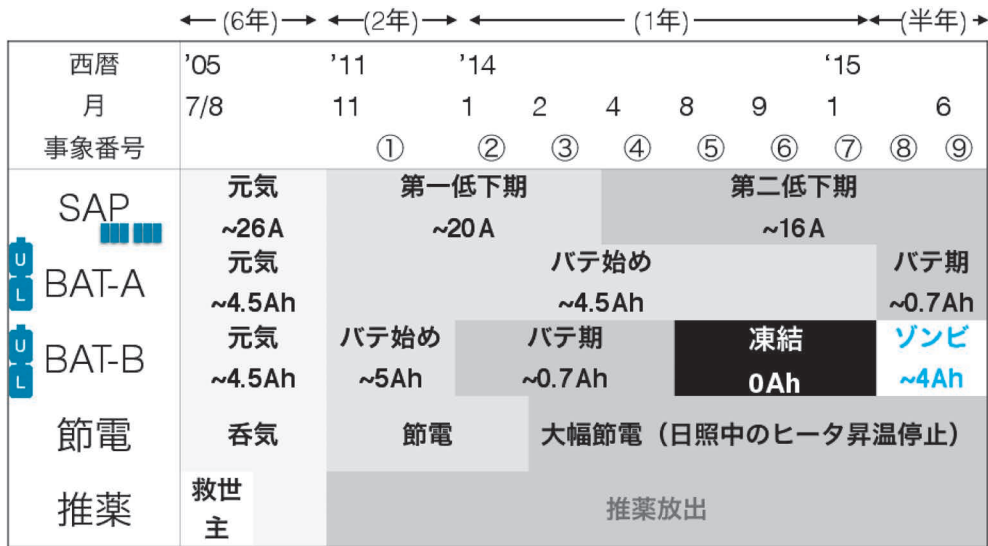 (6年) (2年) (1年) (半年)
西暦 '05 '11 '14 '15
月 7/8 11 1 2 4 8 9 1 6
事象番号 ① ② ③ ④ ⑤ ⑥ ⑦ ⑧ ⑨
SAP 元気 第一低下期 第二低下期
~26A ~20A ~16A
U L BAT-A 元気 バテ始め バテ期
~4.5Ah ~4.5Ah ~0.7Ah
U L BAT-B 元気 バテ始め バテ期 凍結 ゾンビ
~4.5Ah ~5Ah ~0.7Ah 0Ah ~4Ah
節電 呑気 節電 大幅節電（日照中のヒータ昇温停止）
推薬 救世主 推薬放出